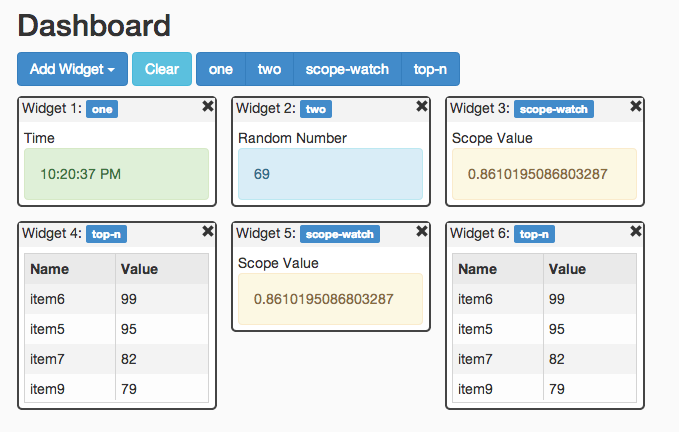 Dashboard
Add Widget Clear one two scope-watch top-n
Widget 1: one
Time
10:20:37 PM
Widget 2: two
Random Number
69
Widget 3: scope-watch
Scope Value
0.8610195086803287
Widget 4: top-n
Name Value
item6 99
item5 95
item7 82
item9 79
Widget 5: scope-watch
Scope Value
0.8610195086803287
Widget 6: top-n
Name Value
item6 99
item5 95
item7 82
item9 79